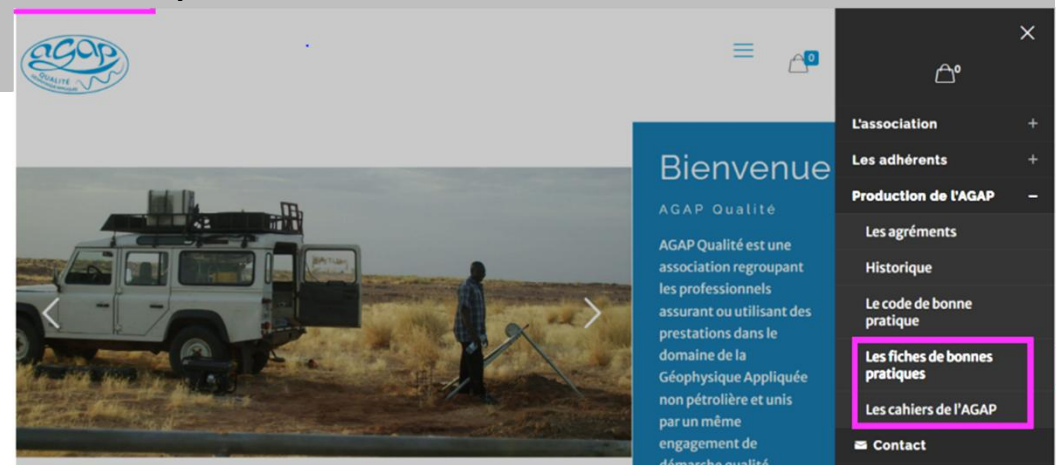 agap
QUALITÉ
0
Bienvenue
AGAP Qualité
AGAP Qualité est une
association regroupant
les professionnels
assurant ou utilisant des
prestations dans le
domaine de la
Géophysique Appliquée
non pétrolière et unis
par un même
engagement de
démarche qualité
0
L'association +
Les adhérents +
Production de l'AGAP –
Les agréments
Historique
Le code de bonne
pratique
Les fiches de bonnes
pratiques
Les cahiers de l'AGAP
Contact